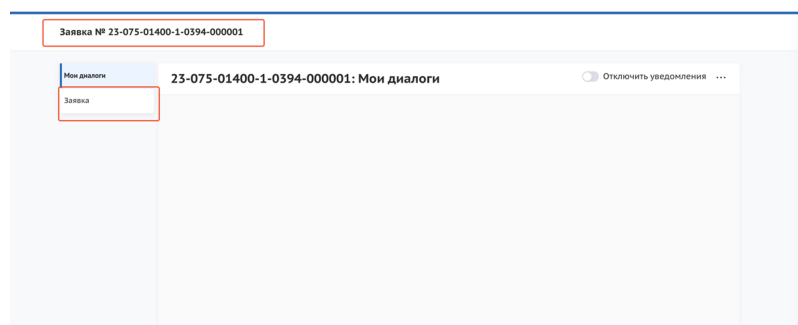 Заявка № 23-075-01400-1-0394-000001
Мои диалоги
23-075-01400-1-0394-000001: Мои диалоги
Отключить уведомления ...
Заявка